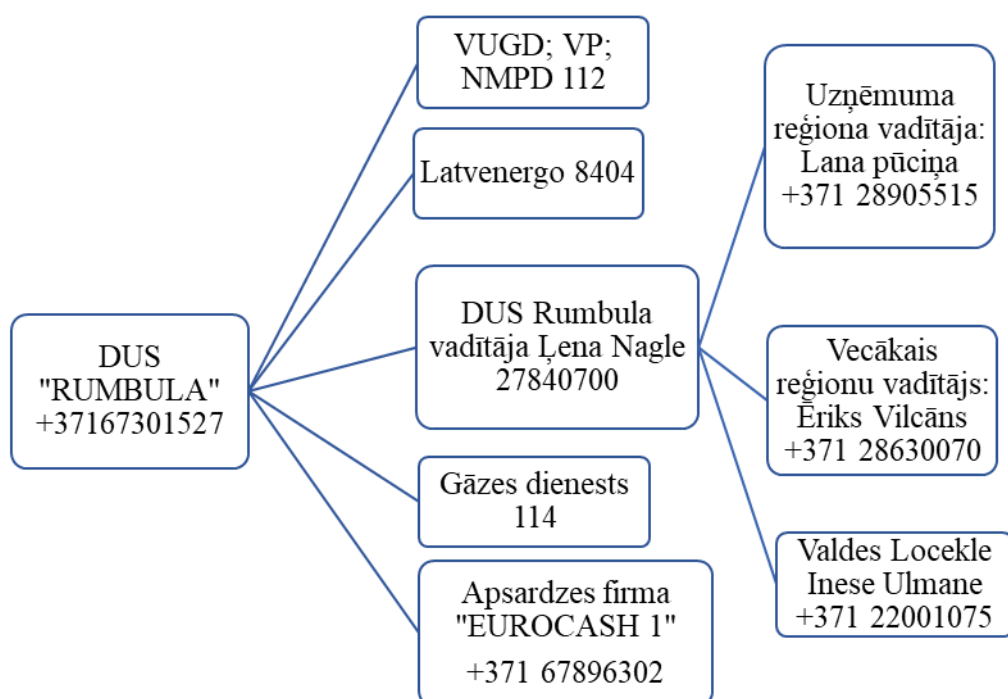 DUS
"RUMBULA"
+37167301527
VUGD; VP;
NMPD 112
Latvenergo 8404
DUS Rumbula
vadītāja Ļena Nagle
27840700
Gāzes dienests
114
Apsardzes firma
"EUROCASH 1"
+371 67896302
Uzņēmuma
reģiona vadītāja:
Lana pūciņa
+371 28905515
Vecākais
reģionu vadītājs:
Ēriks Vilcāns
+371 28630070
Valdes Locekle
Inese Ulmane
+371 22001075